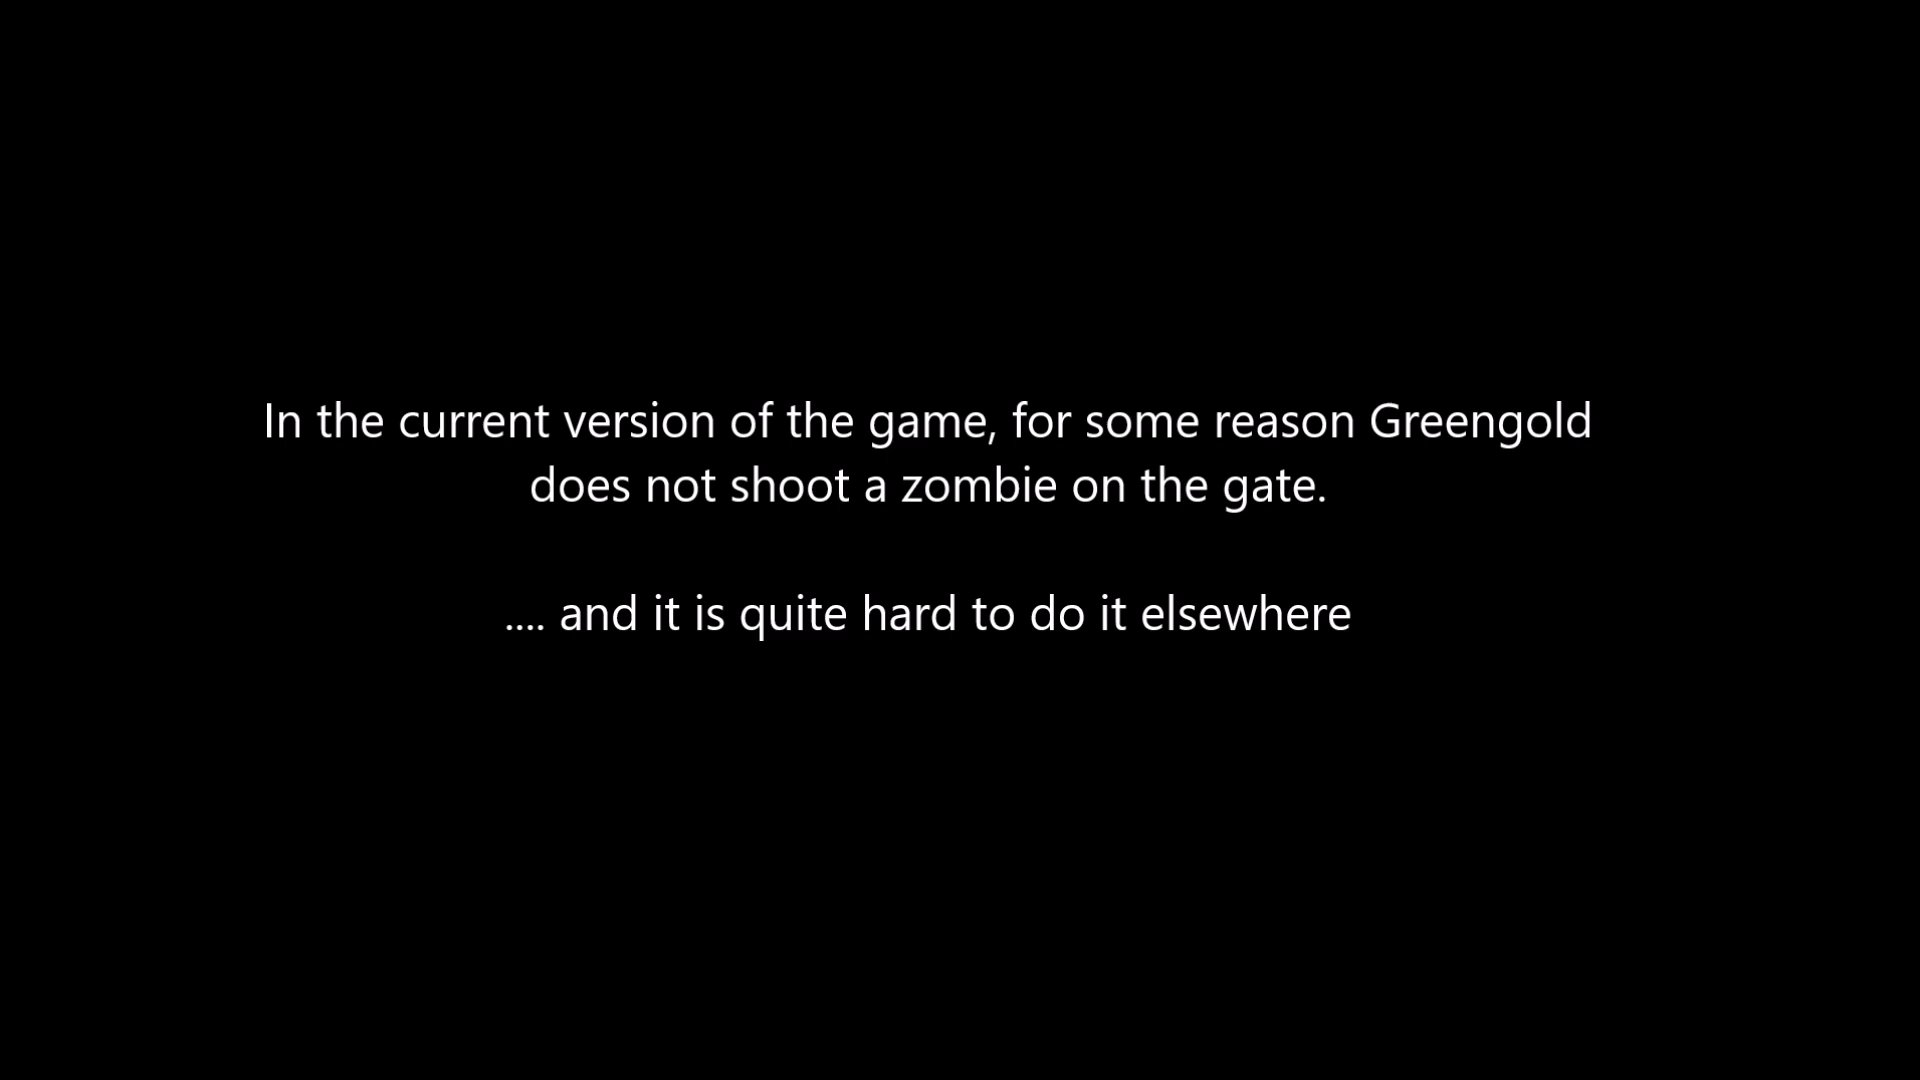 In the current version of the game, for some reason Greengold
does not shoot a zombie on the gate.
.... and it is quite hard to do it elsewhere